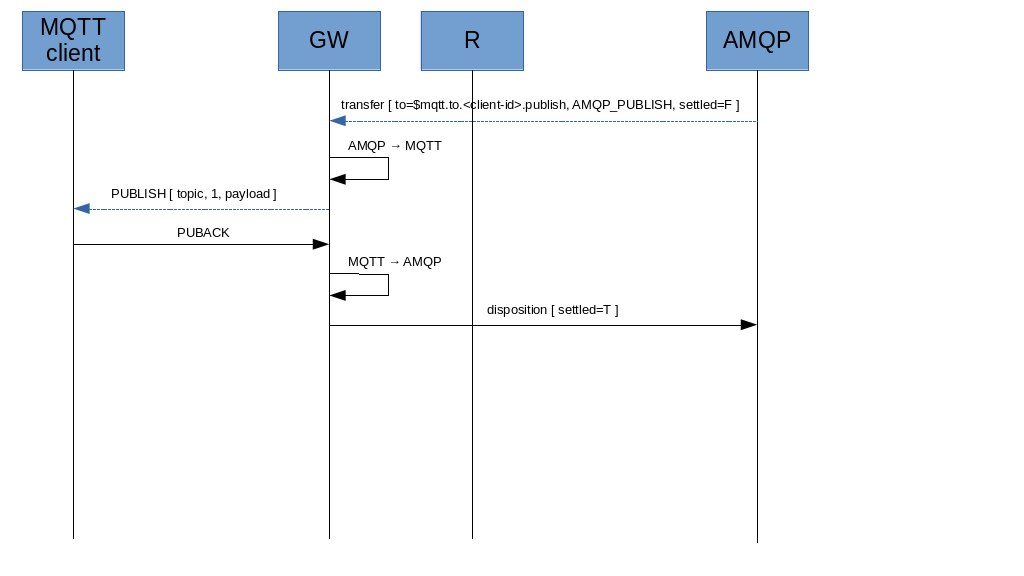 MQTT
client
GW
R
AMQP
transfer [ to=$mqtt.to.<client-id>.publish, AMQP_PUBLISH, settled=F ]
AMQP → MQTT
PUBLISH [ topic, 1, payload ]
PUBACK
MQTT → AMQP
disposition [ settled=T ]